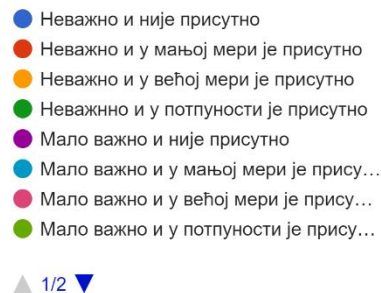 Неважно и није присутно
Неважно и у мањој мери је присутно
Неважно и у већој мери је присутно
Неважнно и у потпуности је присутно
Мало важно и није присутно
Мало важно и у мањој мери је прису…
Мало важно и у већој мери је прису…
Мало важно и у потпуности је прису…
1/2